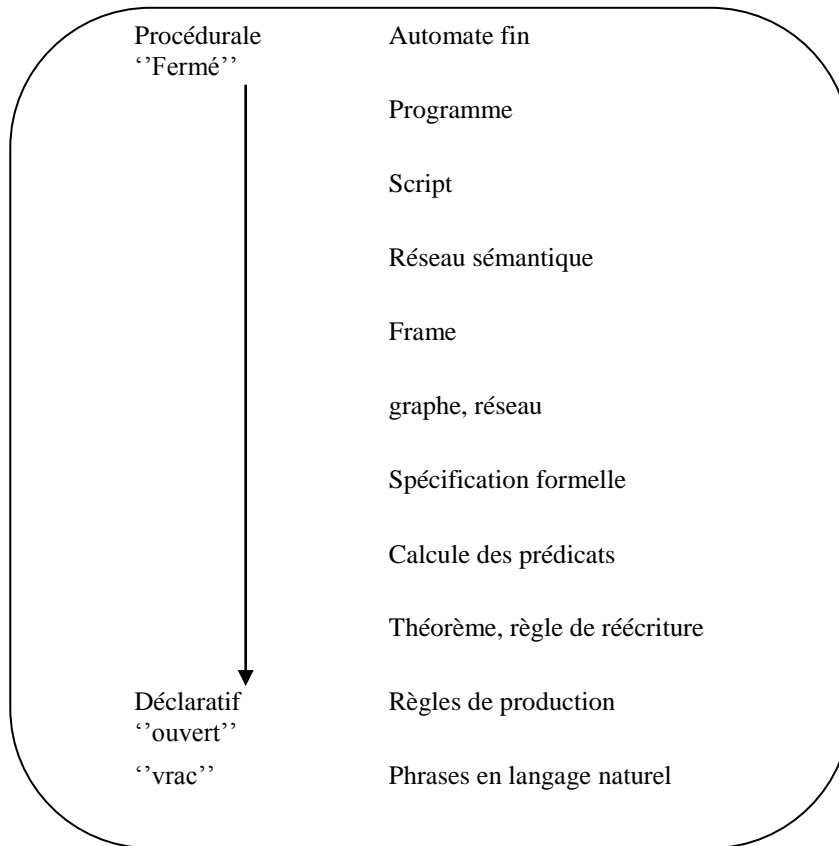 Procédurale Automate fin
‘’Fermé’’
Programme
Script
Réseau sémantique
Frame
graphe, réseau
Spécification formelle
Calcule des prédicats
Théorème, règle de réécriture
Déclaratif Règles de production
‘’ouvert’’
‘’vrac’’ Phrases en langage naturel